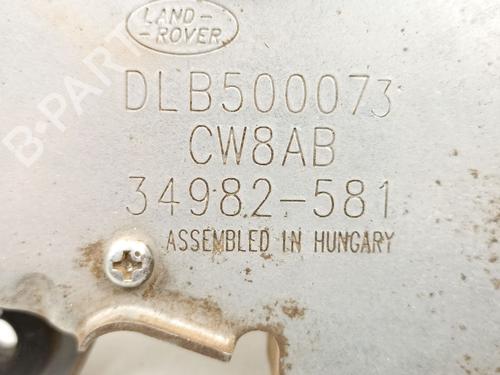 LAND-
-ROVER
DLB500073
CW8AB
34982-581
ASSEMBLED IN HUNGARY
B-PARTS